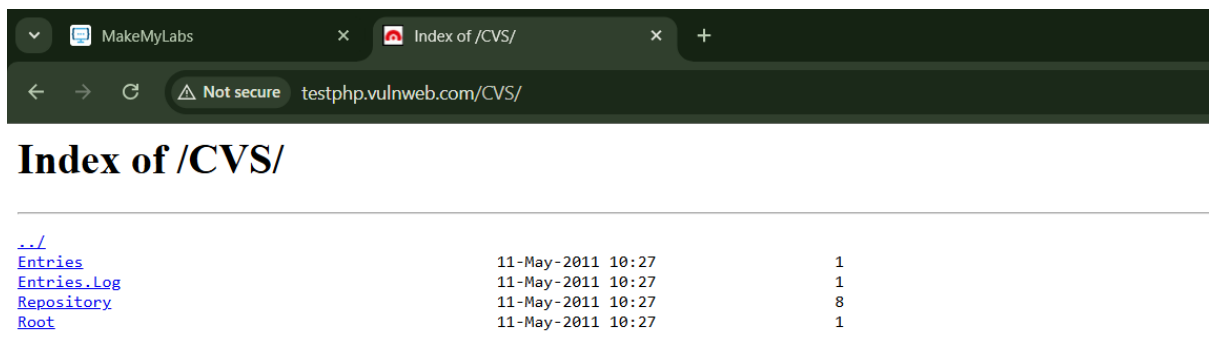 MakeMyLabs
Index of /CVS/
Not secure testphp.vulnweb.com/CVS/
Index of /CVS/
../
Entries 11-May-2011 10:27 1
Entries.Log 11-May-2011 10:27 1
Repository 11-May-2011 10:27 8
Root 11-May-2011 10:27 1